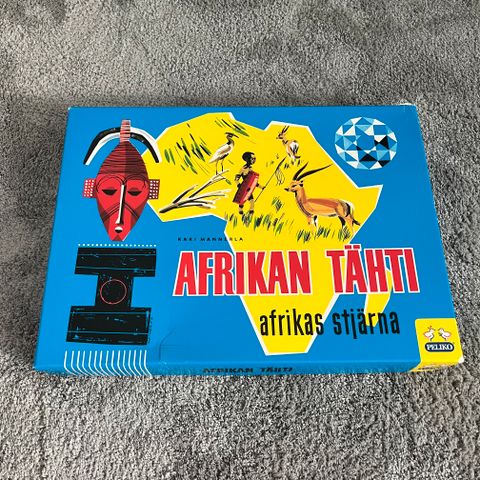 KARI MANNERLA
AFRIKAN TÄHTI
afrikas stjärna
PELIKO
AFRIKAN TÄHTI